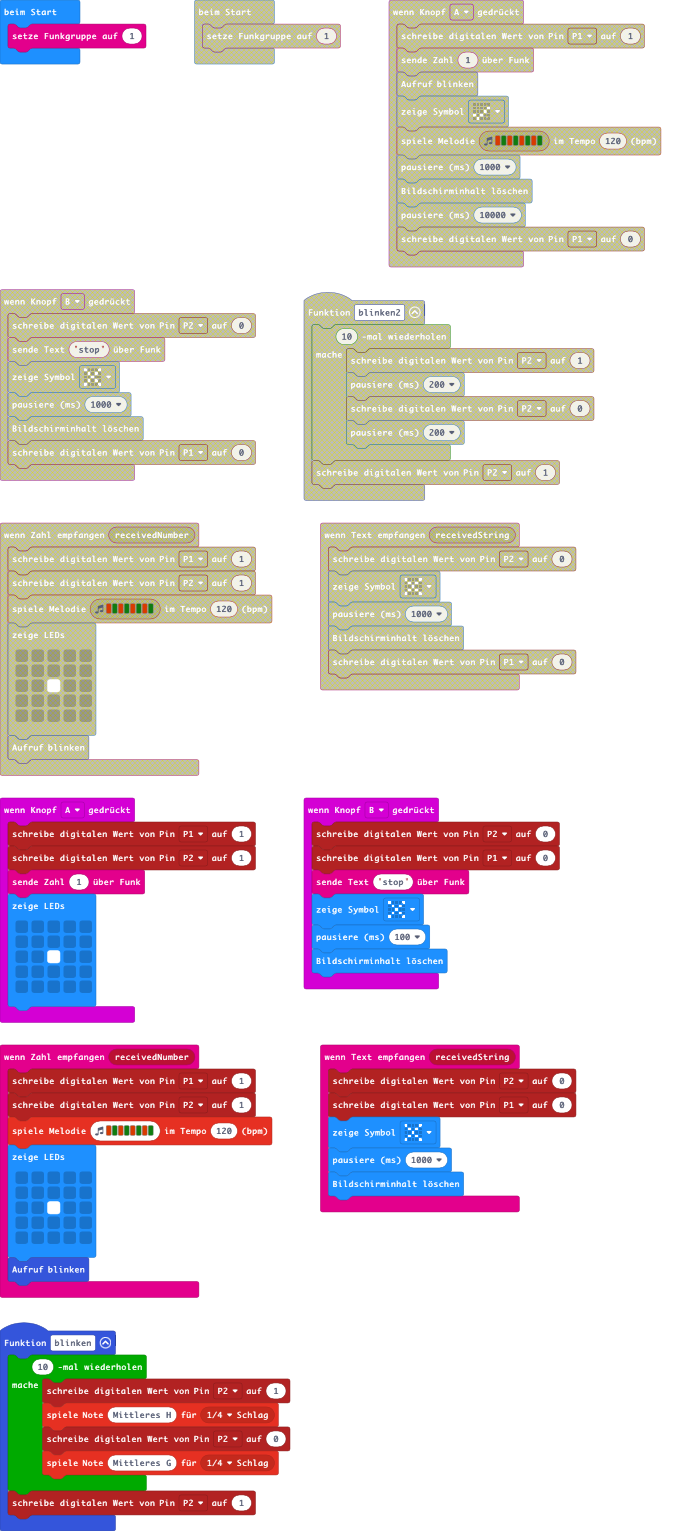 beim Start
setze Funkgruppe auf 1
beim Start
setze Funkgruppe auf 1
wenn Knopf A gedrückt
schreibe digitalen Wert von Pin P1 auf 1
sende Zahl 1 über Funk
Aufruf blinken
zeige Symbol
spiele Melodie im Tempo 120 (bpm)
pausiere (ms) 1000
Bildschirminhalt löschen
pausiere (ms) 10000
schreibe digitalen Wert von Pin P1 auf 0
wenn Knopf B gedrückt
schreibe digitalen Wert von Pin P2 auf 0
sende Text "stop" über Funk
zeige Symbol
pausiere (ms) 1000
Bildschirminhalt löschen
schreibe digitalen Wert von Pin P1 auf 0
Funktion blinken2
10 -mal wiederholen
mache
schreibe digitalen Wert von Pin P2 auf 1
pausiere (ms) 200
schreibe digitalen Wert von Pin P2 auf 0
pausiere (ms) 200
schreibe digitalen Wert von Pin P2 auf 1
wenn Zahl empfangen receivedNumber
schreibe digitalen Wert von Pin P1 auf 1
schreibe digitalen Wert von Pin P2 auf 1
spiele Melodie im Tempo 120 (bpm)
zeige LEDs
Aufruf blinken
wenn Text empfangen receivedString
schreibe digitalen Wert von Pin P2 auf 0
zeige Symbol
pausiere (ms) 1000
Bildschirminhalt löschen
schreibe digitalen Wert von Pin P1 auf 0
wenn Knopf A gedrückt
schreibe digitalen Wert von Pin P1 auf 1
schreibe digitalen Wert von Pin P2 auf 1
sende Zahl 1 über Funk
zeige LEDs
wenn Knopf B gedrückt
schreibe digitalen Wert von Pin P2 auf 0
schreibe digitalen Wert von Pin P1 auf 0
sende Text "stop" über Funk
zeige Symbol
pausiere (ms) 100
Bildschirminhalt löschen
wenn Zahl empfangen receivedNumber
schreibe digitalen Wert von Pin P1 auf 1
schreibe digitalen Wert von Pin P2 auf 1
spiele Melodie im Tempo 120 (bpm)
zeige LEDs
Aufruf blinken
wenn Text empfangen receivedString
schreibe digitalen Wert von Pin P2 auf 0
schreibe digitalen Wert von Pin P1 auf 0
zeige Symbol
pausiere (ms) 1000
Bildschirminhalt löschen
Funktion blinken
10 -mal wiederholen
mache
schreibe digitalen Wert von Pin P2 auf 1
spiele Note Mittleres H für 1/4 Schlag
schreibe digitalen Wert von Pin P2 auf 0
spiele Note Mittleres G für 1/4 Schlag
schreibe digitalen Wert von Pin P2 auf 1